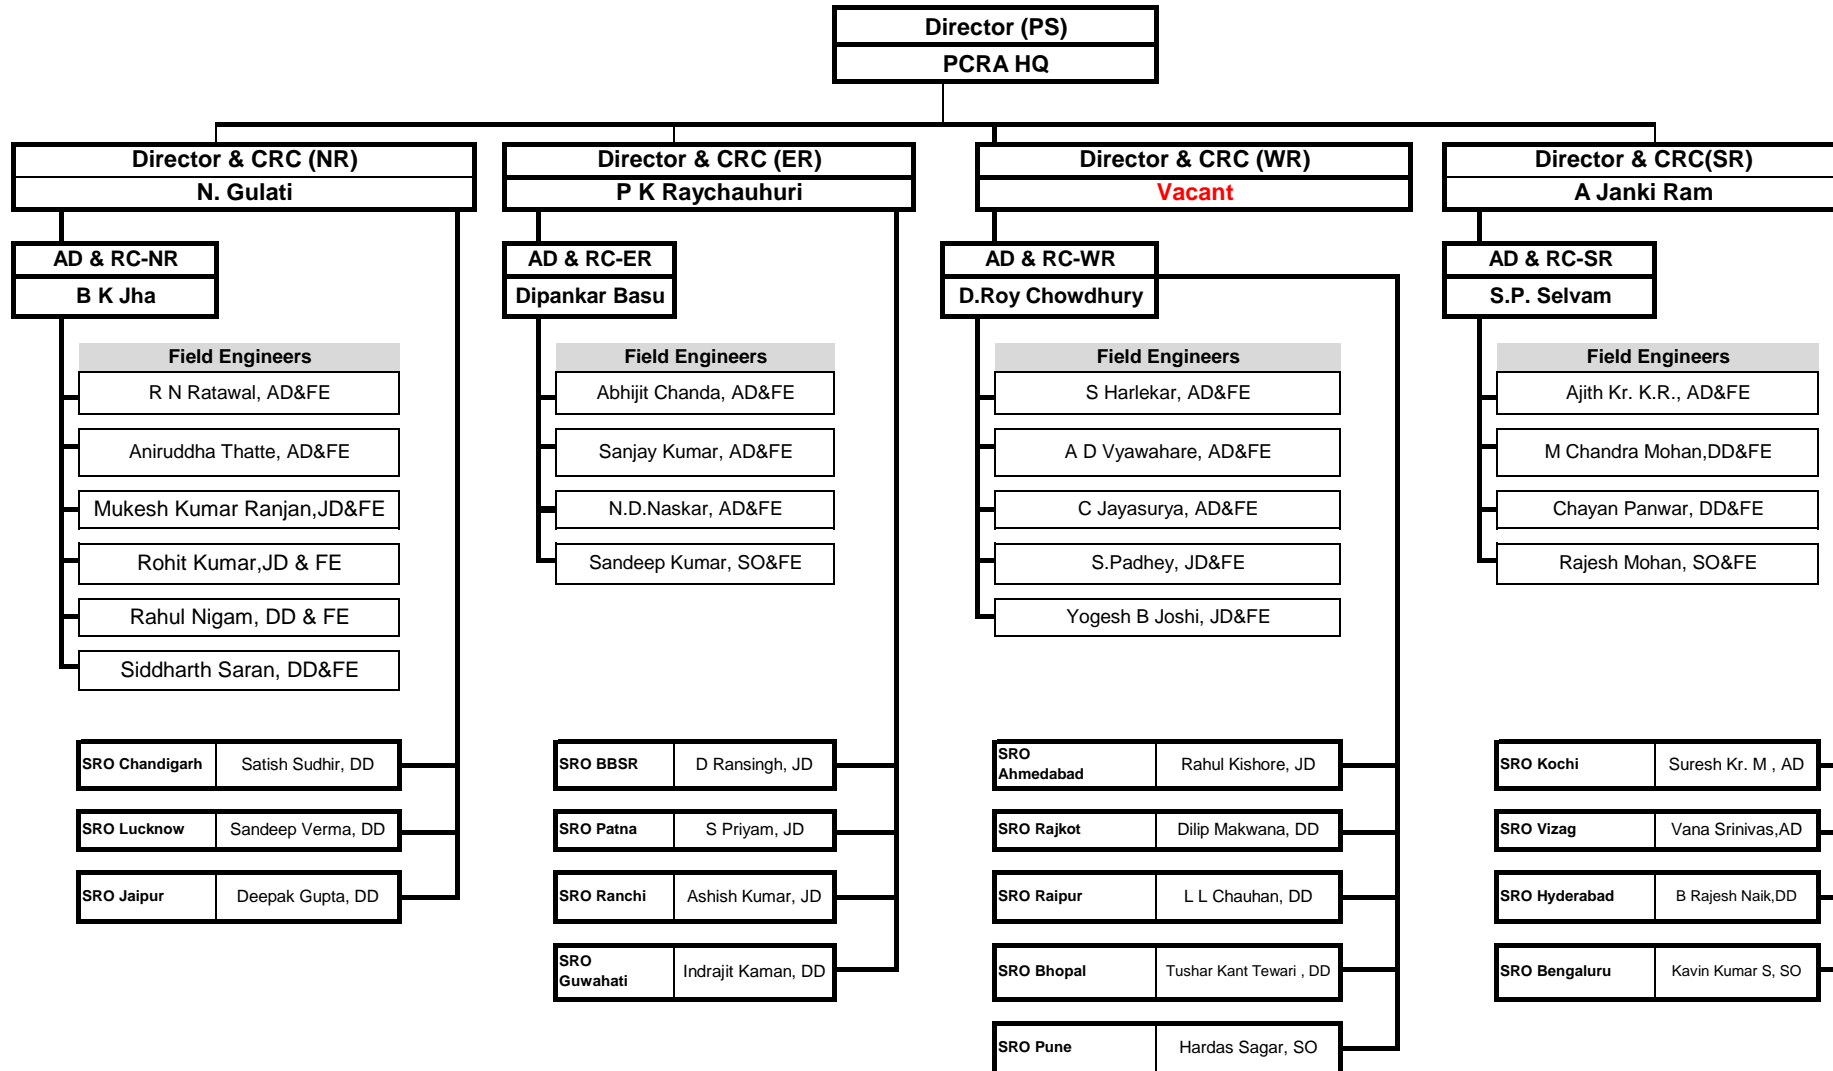 Director (PS)
PCRA HQ
Director & CRC (NR)
N. Gulati
Director & CRC (ER)
P K Raychauhuri
Director & CRC (WR)
Vacant
Director & CRC(SR)
A Janki Ram
AD & RC-NR
B K Jha
AD & RC-ER
Dipankar Basu
AD & RC-WR
D.Roy Chowdhury
AD & RC-SR
S.P. Selvam
Field Engineers
R N Ratawal, AD&FE
Aniruddha Thatte, AD&FE
Mukesh Kumar Ranjan,JD&FE
Rohit Kumar,JD & FE
Rahul Nigam, DD & FE
Siddharth Saran, DD&FE
Field Engineers
Abhijit Chanda, AD&FE
Sanjay Kumar, AD&FE
N.D.Naskar, AD&FE
Sandeep Kumar, SO&FE
Field Engineers
S Harlekar, AD&FE
A D Vyawahare, AD&FE
C Jayasurya, AD&FE
S.Padhey, JD&FE
Yogesh B Joshi, JD&FE
Field Engineers
Ajith Kr. K.R., AD&FE
M Chandra Mohan,DD&FE
Chayan Panwar, DD&FE
Rajesh Mohan, SO&FE
SRO Chandigarh
Satish Sudhir, DD
SRO Lucknow
Sandeep Verma, DD
SRO Jaipur
Deepak Gupta, DD
SRO BBSR
D Ransingh, JD
SRO Patna
S Priyam, JD
SRO Ranchi
Ashish Kumar, JD
SRO
Guwahati
Indrajit Kaman, DD
SRO
Ahmedabad
Rahul Kishore, JD
SRO Rajkot
Dilip Makwana, DD
SRO Raipur
L L Chauhan, DD
SRO Bhopal
Tushar Kant Tewari , DD
SRO Pune
Hardas Sagar, SO
SRO Kochi
Suresh Kr. M , AD
SRO Vizag
Vana Srinivas,AD
SRO Hyderabad
B Rajesh Naik,DD
SRO Bengaluru
Kavin Kumar S, SO